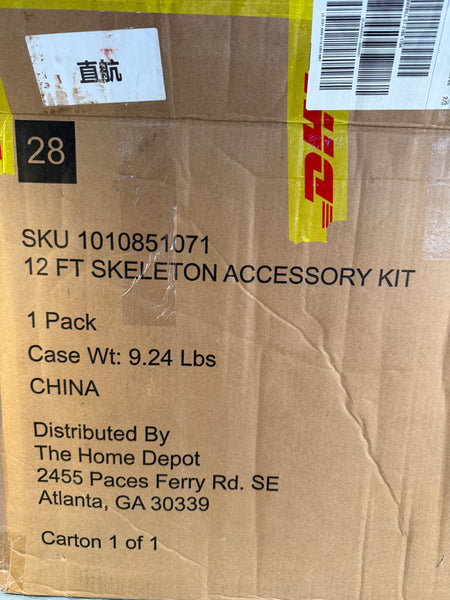 直航
DHL
28
SKU 1010851071
12 FT SKELETON ACCESSORY KIT
1 Pack
Case Wt: 9.24 Lbs
CHINA
Distributed By
The Home Depot
2455 Paces Ferry Rd. SE
Atlanta, GA 30339
Carton 1 of 1